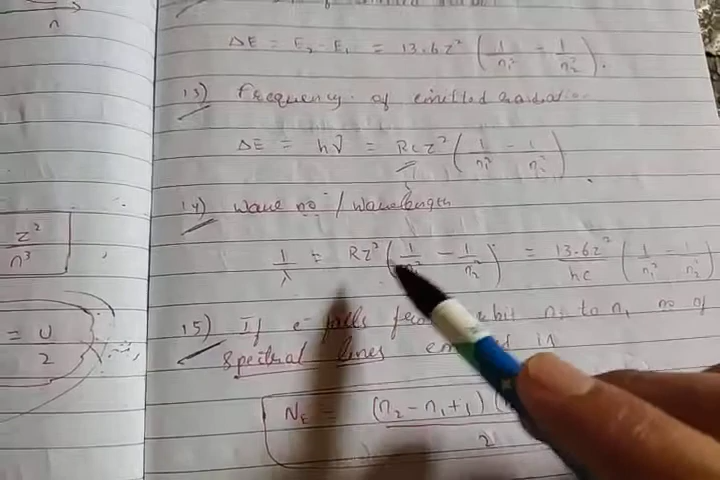 n
z²
n³
= U
2
ΔE = E₂ - E₁ = 13.6z² (1/n₁² - 1/n₂²).
13) Frequency of emitted
ΔE = hν = Rcz² (1/n₁² - 1/n₂²)
14) Wave no / Wavelength
1/λ = Rz² (1/n₁² - 1/n₂²) = 13.6z²/hc (1/n₁² - 1/n₂²)
15) If e⁻ falls from orbit n₂ to n₁ no of
Spectral lines is
N_E = (n₂ - n₁ + 1) (
2